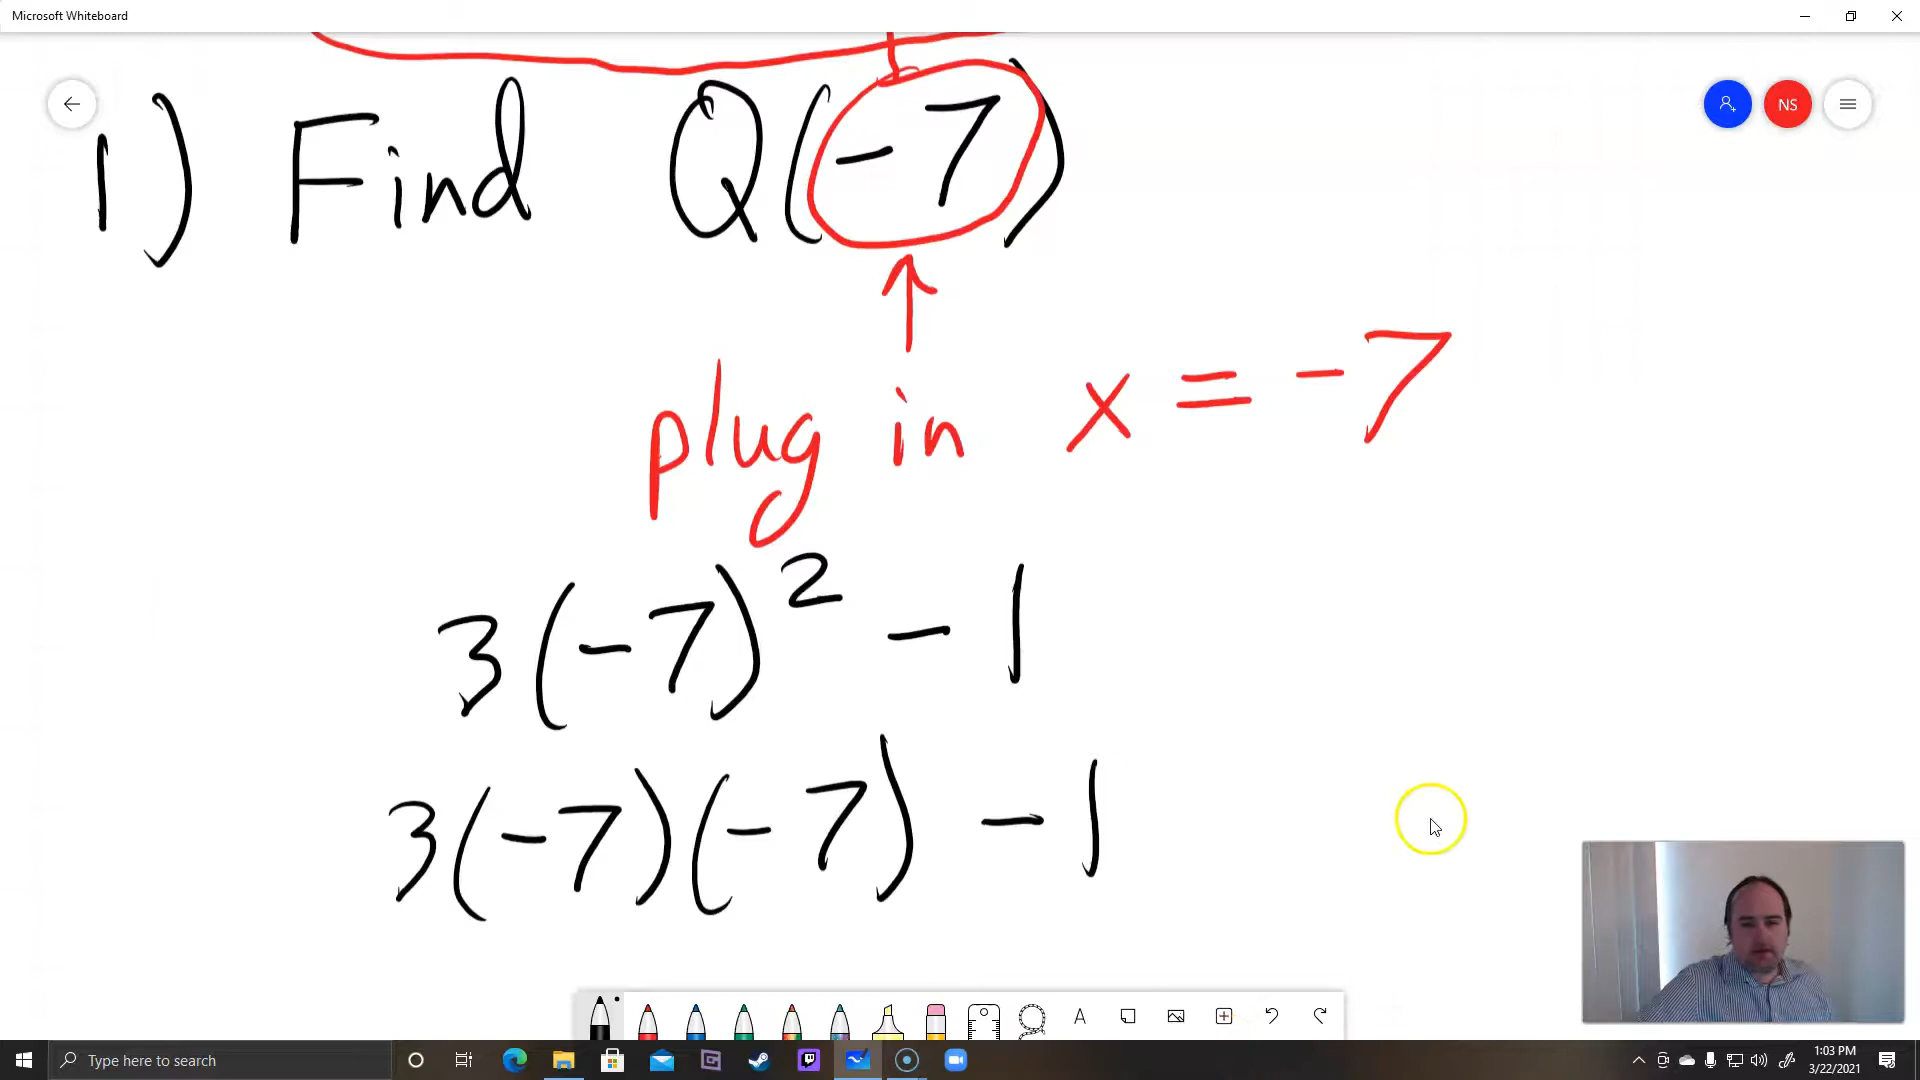 Microsoft Whiteboard
NS
1) Find Q(-7)
plug in x = -7
3(-7)² - 1
3(-7)(-7) - 1
A
Type here to search
1:03 PM
3/22/2021